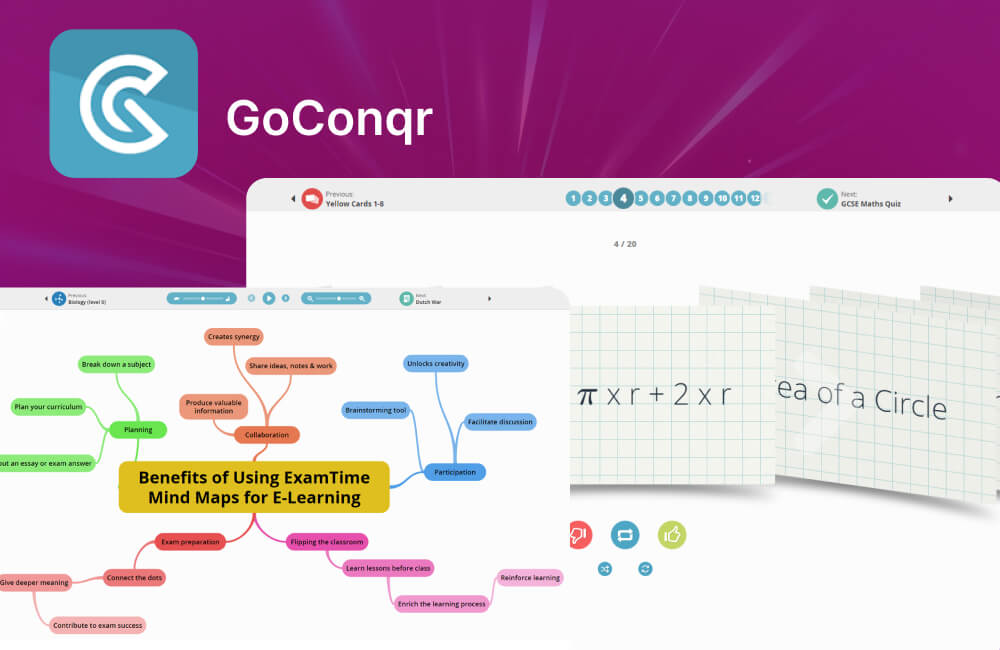 GoConqr
Previous:
Yellow Cards 1-8
1 2 3 4 5 6 7 8 9 10 11 12
Next:
GCSE Maths Quiz
4 / 20
π x r + 2 x r
ea of a Circle
Previous:
Biology (level 5)
Next
Dutch War
Creates synergy
Share ideas, notes & work
Produce valuable
information
Collaboration
Break down a subject
Plan your curriculum
Planning
out an essay or exam answer
Unlocks creativity
Brainstorming tool
Facilitate discussion
Participation
Benefits of Using ExamTime
Mind Maps for E-Learning
Exam preparation
Connect the dots
Give deeper meaning
Contribute to exam success
Flipping the classroom
Learn lessons before class
Enrich the learning process
Reinforce learning